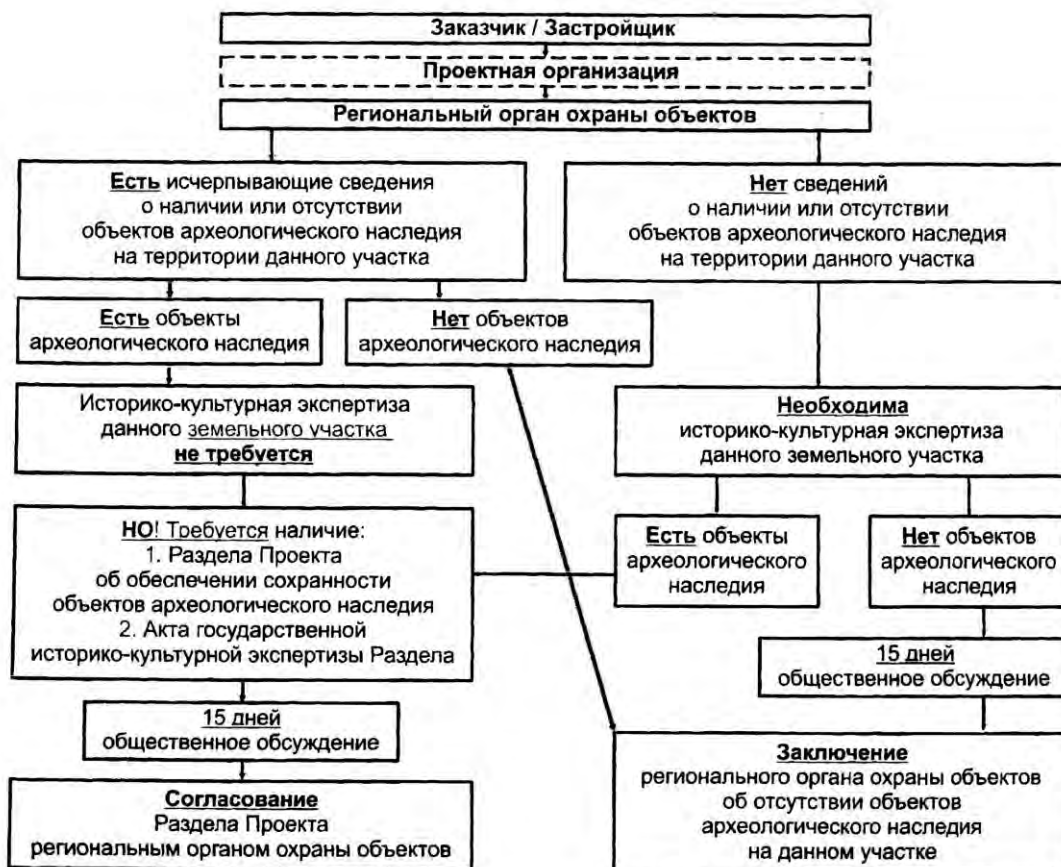 Заказчик / Застройщик
Проектная организация
Региональный орган охраны объектов
Есть исчерпывающие сведения
о наличии или отсутствии
объектов археологического наследия
на территории данного участка
Нет сведений
о наличии или отсутствии
объектов археологического наследия
на территории данного участка
Есть объекты
археологического наследия
Нет объектов
археологического наследия
Историко-культурная экспертиза
данного земельного участка
не требуется
Необходима
историко-культурная экспертиза
данного земельного участка
НО! Требуется наличие:
1. Раздела Проекта
об обеспечении сохранности
объектов археологического наследия
2. Акта государственной
историко-культурной экспертизы Раздела
Есть объекты
археологического
наследия
Нет объектов
археологического
наследия
15 дней
общественное обсуждение
15 дней
общественное обсуждение
Согласование
Раздела Проекта
региональным органом охраны объектов
Заключение
регионального органа охраны объектов
об отсутствии объектов
археологического наследия
на данном участке